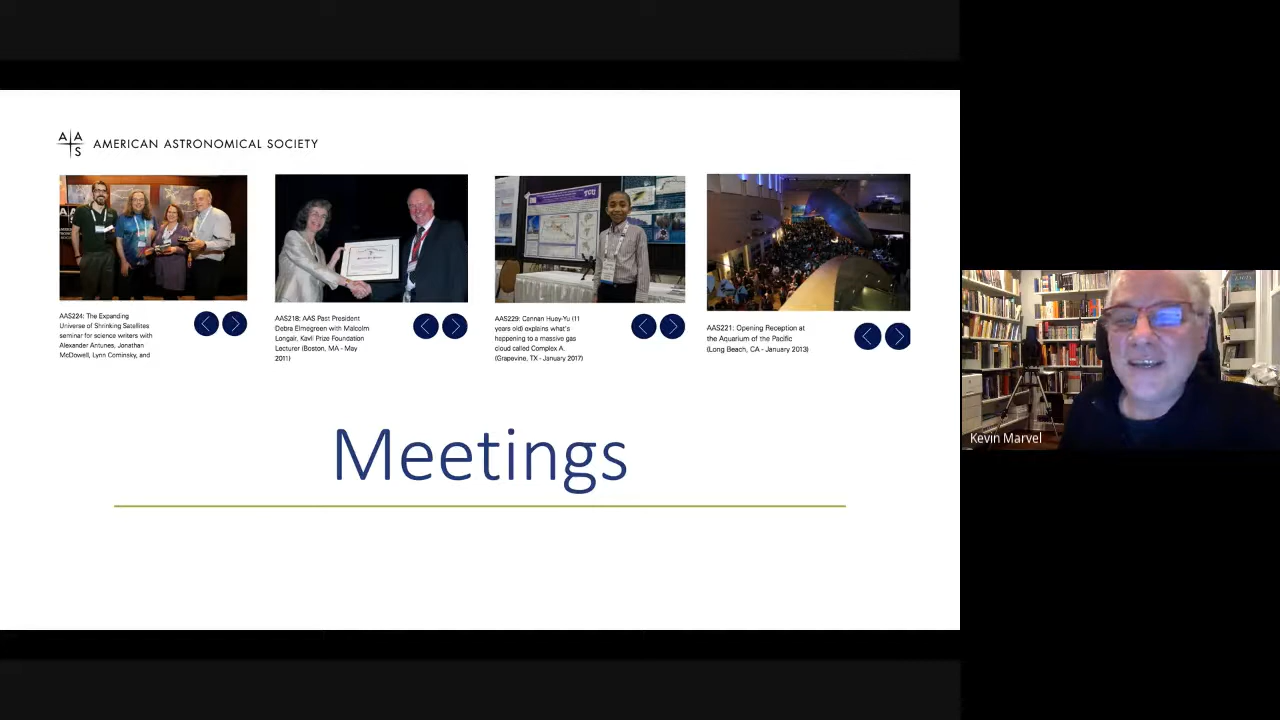 A A
S
AMERICAN ASTRONOMICAL SOCIETY
AAS224: The Expanding
Universe of Shrinking Satellites
seminar for science writers with
Alexander Antunes, Jonathan
McDowell, Lynn Cominsky, and
AAS218: AAS Past President
Debra Elmegreen with Malcolm
Longair, Kavli Prize Foundation
Lecturer (Boston, MA - May
2011)
AAS229: Cannan Huey-Yu (11
years old) explains what's
happening to a massive gas
cloud called Complex A.
(Grapevine, TX - January 2017)
AAS221: Opening Reception at
the Aquarium of the Pacific
(Long Beach, CA - January 2013)
Meetings
Kevin Marvel